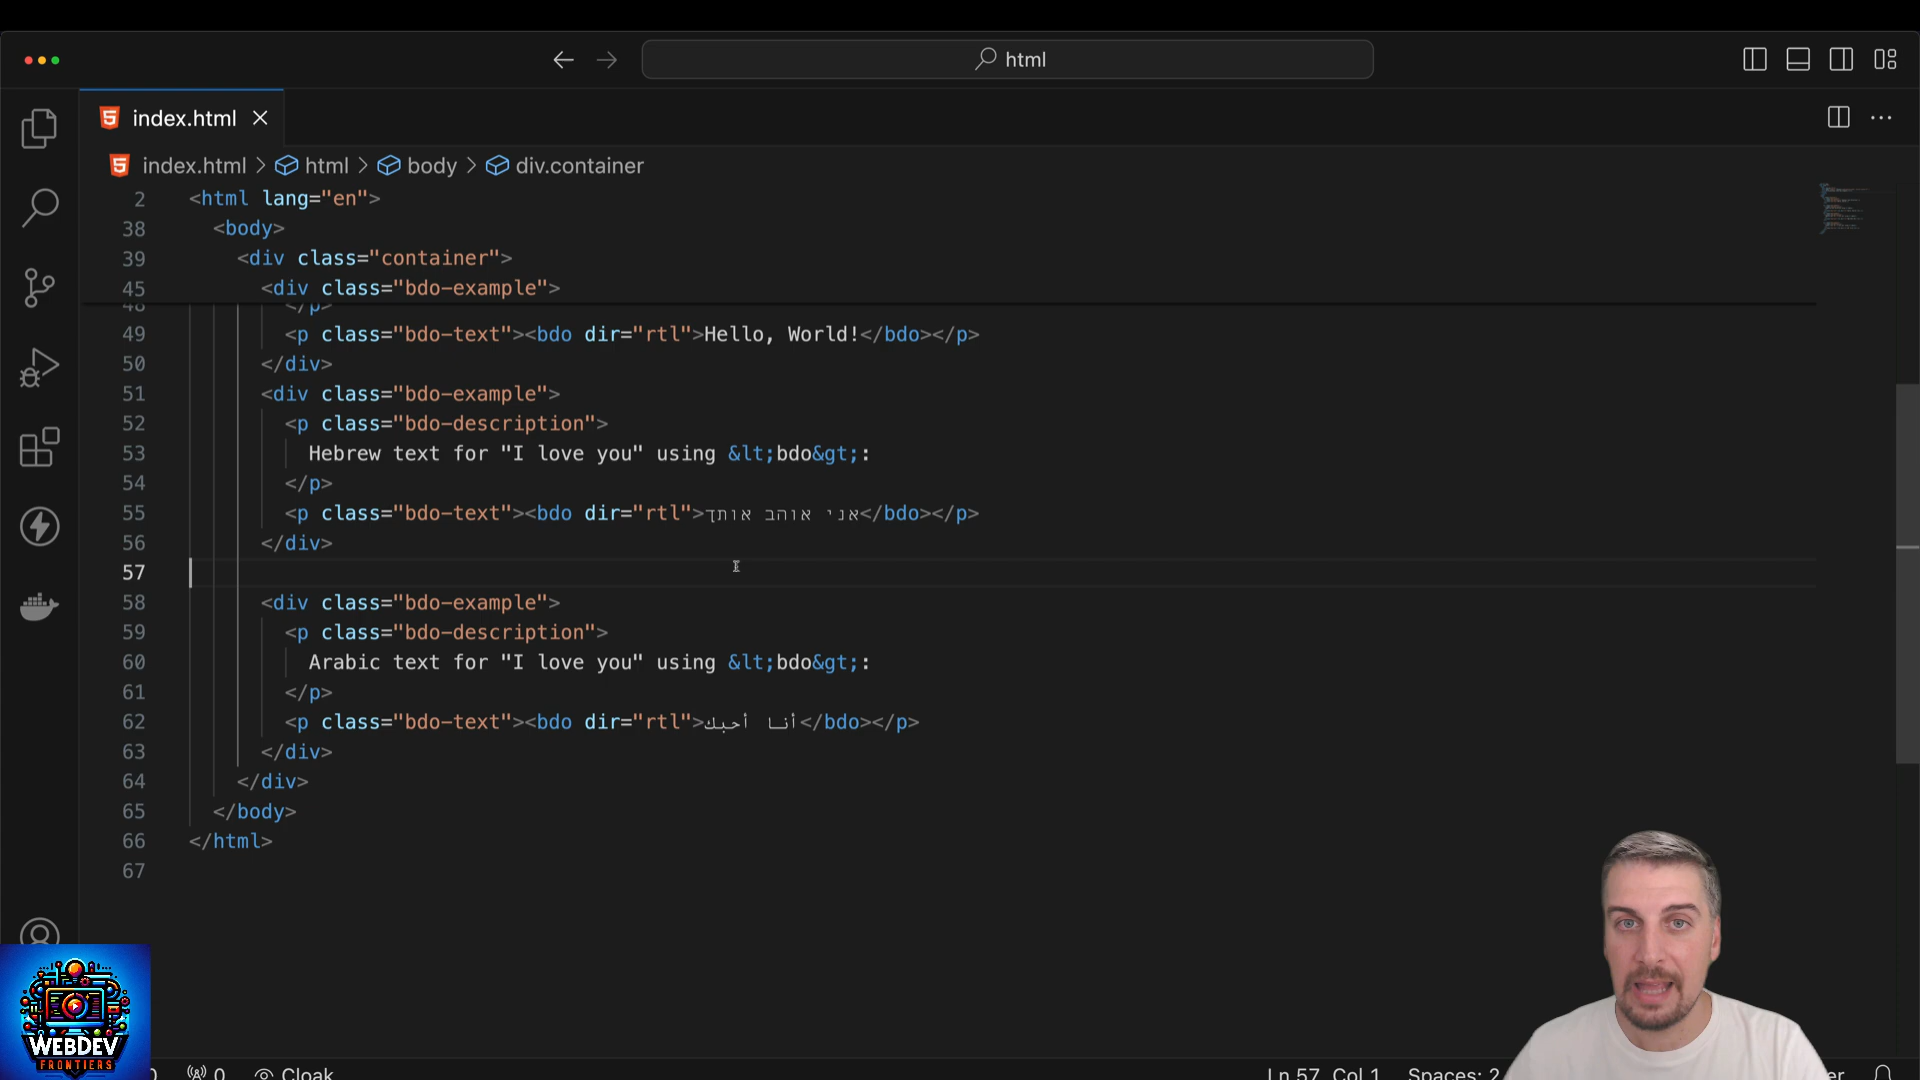 html
index.html
index.html > html > body > div.container
2 <html lang="en">
38 <body>
39 <div class="container">
45 <div class="bdo-example">
48 </p>
49 <p class="bdo-text"><bdo dir="rtl">Hello, World!</bdo></p>
50 </div>
51 <div class="bdo-example">
52 <p class="bdo-description">
53 Hebrew text for "I love you" using &lt;bdo&gt;:
54 </p>
55 <p class="bdo-text"><bdo dir="rtl">אני אוהב אותך</bdo></p>
56 </div>
57
58 <div class="bdo-example">
59 <p class="bdo-description">
60 Arabic text for "I love you" using &lt;bdo&gt;:
61 </p>
62 <p class="bdo-text"><bdo dir="rtl">أنا أحبك</bdo></p>
63 </div>
64 </div>
65 </body>
66 </html>
67
WEBDEV
FRONTIERS
0 Cloak
Ln 57, Col 1 Spaces: 2